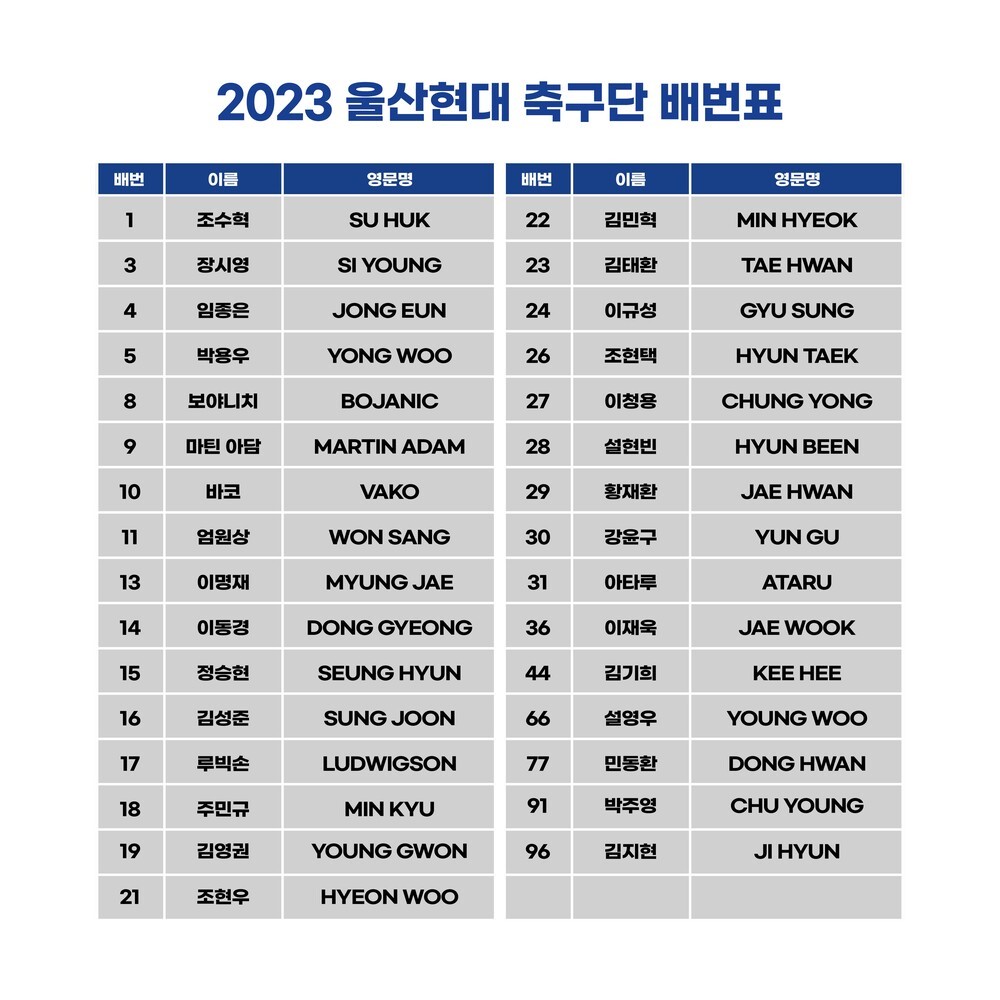 2023 울산현대 축구단 배번표
배번 이름 영문명
1 조수혁 SU HUK
3 장시영 SI YOUNG
4 임종은 JONG EUN
5 박용우 YONG WOO
8 보야니치 BOJANIC
9 마틴 아담 MARTIN ADAM
10 바코 VAKO
11 엄원상 WON SANG
13 이명재 MYUNG JAE
14 이동경 DONG GYEONG
15 정승현 SEUNG HYUN
16 김성준 SUNG JOON
17 루빅손 LUDWIGSON
18 주민규 MIN KYU
19 김영권 YOUNG GWON
21 조현우 HYEON WOO
배번 이름 영문명
22 김민혁 MIN HYEOK
23 김태환 TAE HWAN
24 이규성 GYU SUNG
26 조현택 HYUN TAEK
27 이청용 CHUNG YONG
28 설현빈 HYUN BEEN
29 황재환 JAE HWAN
30 강윤구 YUN GU
31 아타루 ATARU
36 이재욱 JAE WOOK
44 김기희 KEE HEE
66 설영우 YOUNG WOO
77 민동환 DONG HWAN
91 박주영 CHU YOUNG
96 김지현 JI HYUN